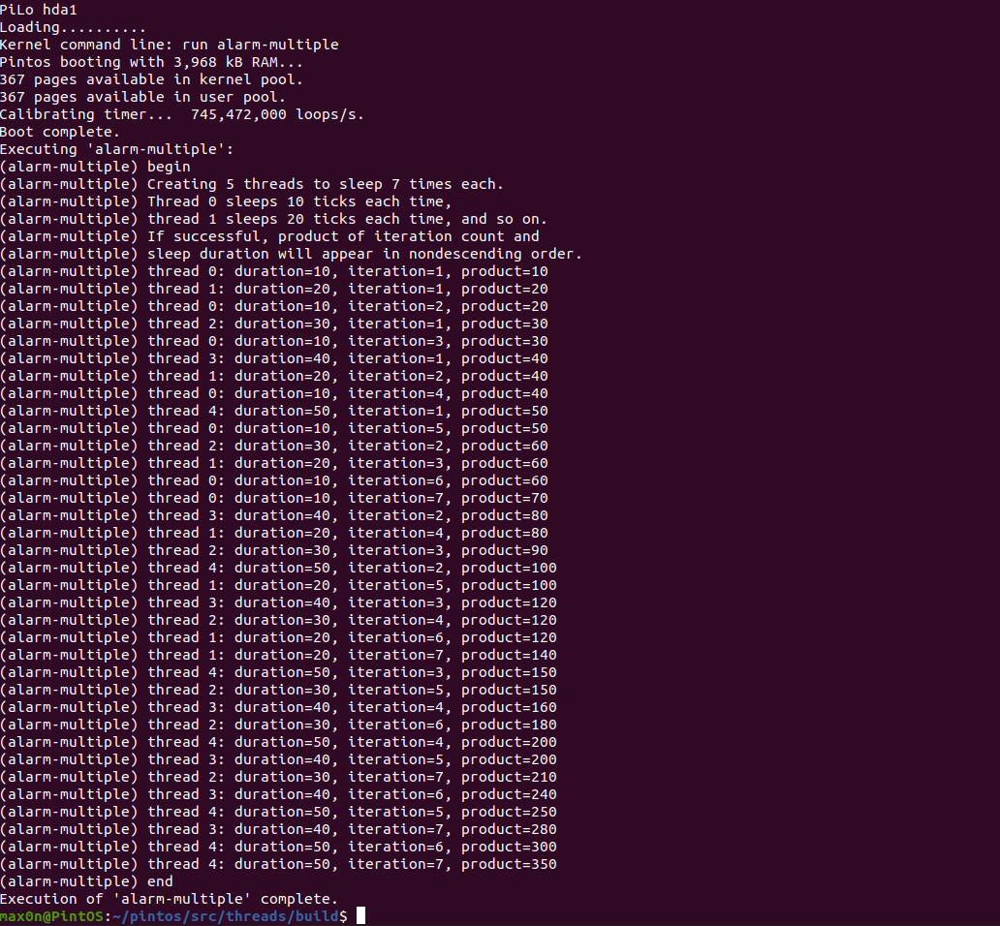 PiLo hda1
Loading..........
Kernel command line: run alarm-multiple
Pintos booting with 3,968 kB RAM...
367 pages available in kernel pool.
367 pages available in user pool.
Calibrating timer...  745,472,000 loops/s.
Boot complete.
Executing 'alarm-multiple':
(alarm-multiple) begin
(alarm-multiple) Creating 5 threads to sleep 7 times each.
(alarm-multiple) Thread 0 sleeps 10 ticks each time,
(alarm-multiple) thread 1 sleeps 20 ticks each time, and so on.
(alarm-multiple) If successful, product of iteration count and
(alarm-multiple) sleep duration will appear in nondescending order.
(alarm-multiple) thread 0: duration=10, iteration=1, product=10
(alarm-multiple) thread 1: duration=20, iteration=1, product=20
(alarm-multiple) thread 0: duration=10, iteration=2, product=20
(alarm-multiple) thread 2: duration=30, iteration=1, product=30
(alarm-multiple) thread 0: duration=10, iteration=3, product=30
(alarm-multiple) thread 3: duration=40, iteration=1, product=40
(alarm-multiple) thread 1: duration=20, iteration=2, product=40
(alarm-multiple) thread 0: duration=10, iteration=4, product=40
(alarm-multiple) thread 4: duration=50, iteration=1, product=50
(alarm-multiple) thread 0: duration=10, iteration=5, product=50
(alarm-multiple) thread 2: duration=30, iteration=2, product=60
(alarm-multiple) thread 1: duration=20, iteration=3, product=60
(alarm-multiple) thread 0: duration=10, iteration=6, product=60
(alarm-multiple) thread 0: duration=10, iteration=7, product=70
(alarm-multiple) thread 3: duration=40, iteration=2, product=80
(alarm-multiple) thread 1: duration=20, iteration=4, product=80
(alarm-multiple) thread 2: duration=30, iteration=3, product=90
(alarm-multiple) thread 4: duration=50, iteration=2, product=100
(alarm-multiple) thread 1: duration=20, iteration=5, product=100
(alarm-multiple) thread 3: duration=40, iteration=3, product=120
(alarm-multiple) thread 2: duration=30, iteration=4, product=120
(alarm-multiple) thread 1: duration=20, iteration=6, product=120
(alarm-multiple) thread 1: duration=20, iteration=7, product=140
(alarm-multiple) thread 4: duration=50, iteration=3, product=150
(alarm-multiple) thread 2: duration=30, iteration=5, product=150
(alarm-multiple) thread 3: duration=40, iteration=4, product=160
(alarm-multiple) thread 2: duration=30, iteration=6, product=180
(alarm-multiple) thread 4: duration=50, iteration=4, product=200
(alarm-multiple) thread 3: duration=40, iteration=5, product=200
(alarm-multiple) thread 2: duration=30, iteration=7, product=210
(alarm-multiple) thread 3: duration=40, iteration=6, product=240
(alarm-multiple) thread 4: duration=50, iteration=5, product=250
(alarm-multiple) thread 3: duration=40, iteration=7, product=280
(alarm-multiple) thread 4: duration=50, iteration=6, product=300
(alarm-multiple) thread 4: duration=50, iteration=7, product=350
(alarm-multiple) end
Execution of 'alarm-multiple' complete.
max0n@PintOS:~/pintos/src/threads/build$